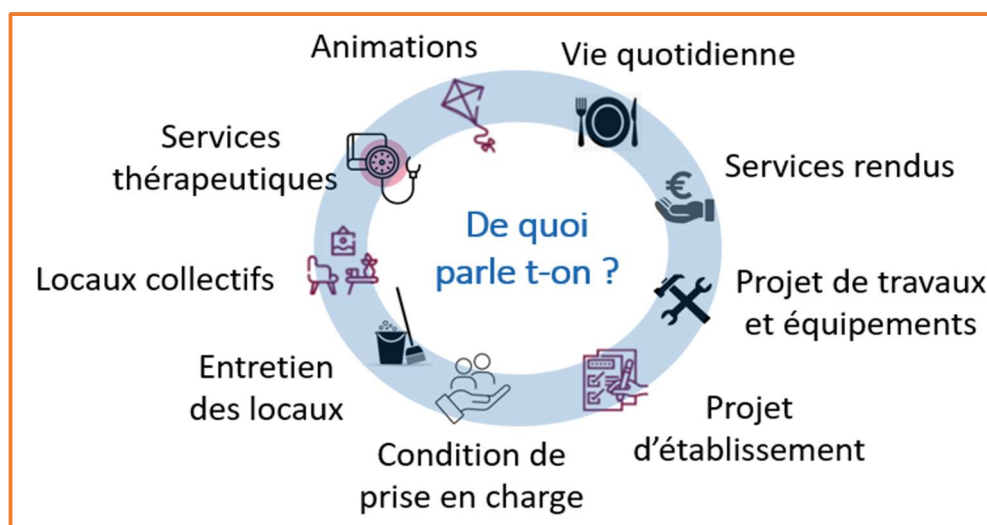 Animations
Vie quotidienne
Services
thérapeutiques
Services rendus
€
De quoi
parle t-on ?
Locaux collectifs
Projet de travaux
et équipements
Entretien
des locaux
Projet
d’établissement
Condition de
prise en charge